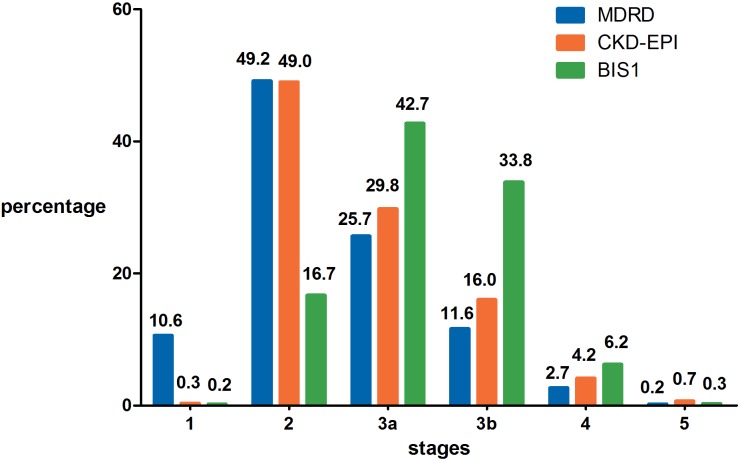 60
MDRD
CKD-EPI
BIS1
49.2 49.0
42.7
40
33.8
percentage
29.8
25.7
20
16.7
16.0
10.6
11.6
6.2
4.2
2.7
0.3 0.2
0.2 0.7 0.3
0
1 2 3a 3b 4 5
stages